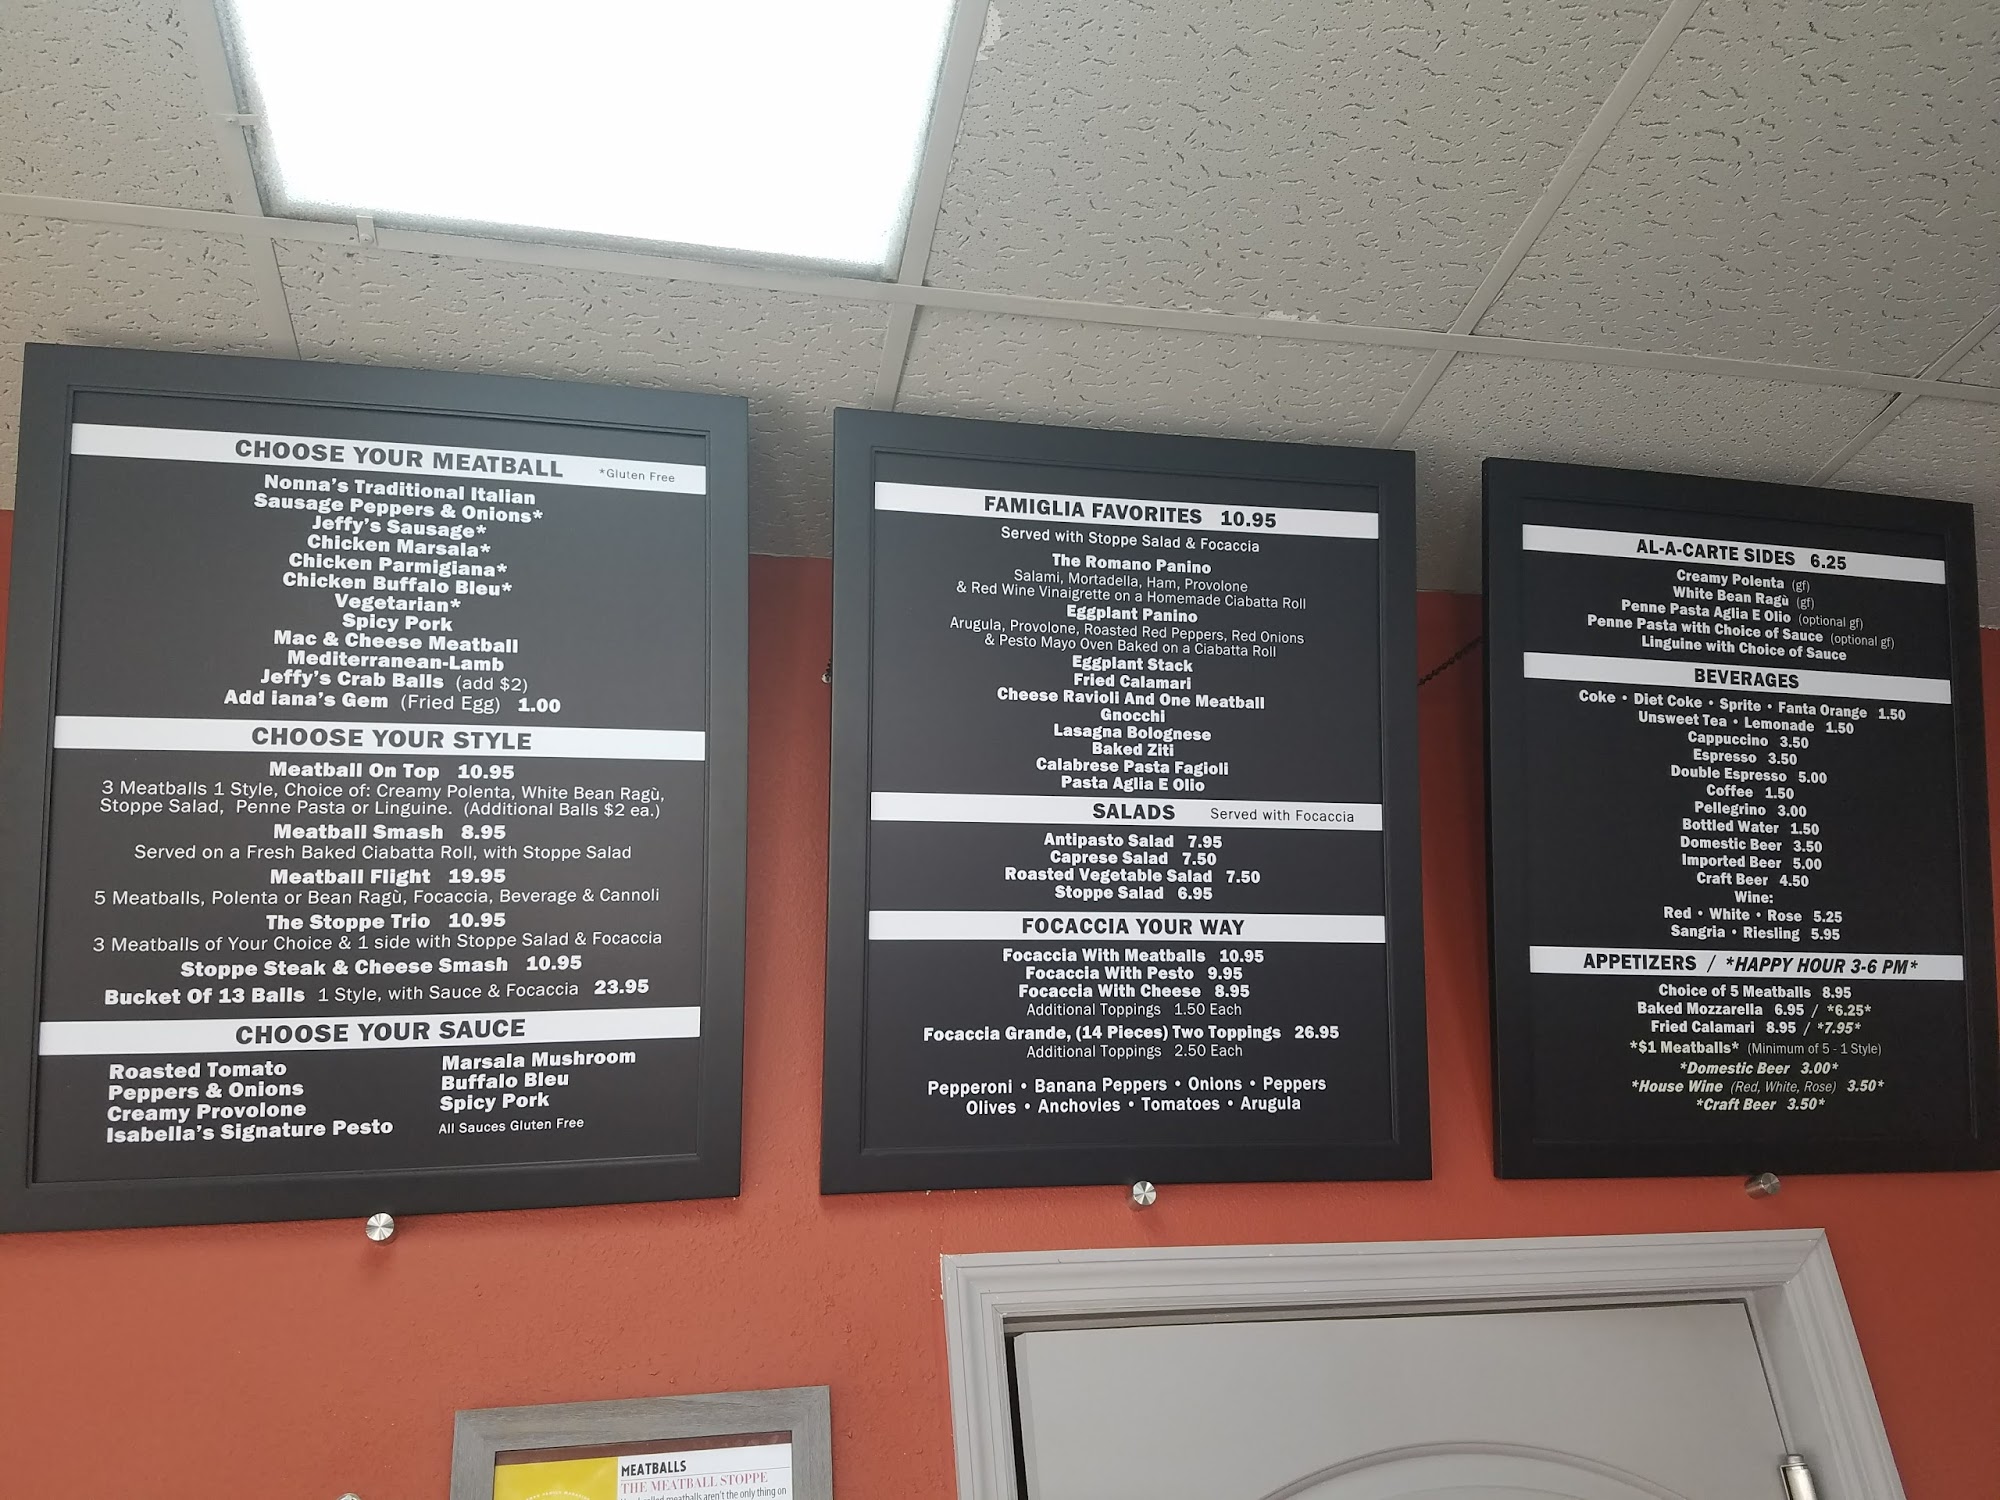 CHOOSE YOUR MEATBALL *Gluten Free
Nonna's Traditional Italian
Sausage Peppers & Onions*
Jeffy's Sausage*
Chicken Marsala*
Chicken Parmigiana*
Chicken Buffalo Bleu*
Vegetarian*
Spicy Pork
Mac & Cheese Meatball
Mediterranean-Lamb
Jeffy's Crab Balls (add $2)
Add iana's Gem (Fried Egg) 1.00
CHOOSE YOUR STYLE
Meatball On Top 10.95
3 Meatballs 1 Style, Choice of: Creamy Polenta, White Bean Ragù,
Stoppe Salad, Penne Pasta or Linguine. (Additional Balls $2 ea.)
Meatball Smash 8.95
Served on a Fresh Baked Ciabatta Roll, with Stoppe Salad
Meatball Flight 19.95
5 Meatballs, Polenta or Bean Ragù, Focaccia, Beverage & Cannoli
The Stoppe Trio 10.95
3 Meatballs of Your Choice & 1 side with Stoppe Salad & Focaccia
Stoppe Steak & Cheese Smash 10.95
Bucket Of 13 Balls 1 Style, with Sauce & Focaccia 23.95
CHOOSE YOUR SAUCE
Roasted Tomato
Peppers & Onions
Creamy Provolone
Isabella's Signature Pesto
Marsala Mushroom
Buffalo Bleu
Spicy Pork
All Sauces Gluten Free
FAMIGLIA FAVORITES 10.95
Served with Stoppe Salad & Focaccia
The Romano Panino
Salami, Mortadella, Ham, Provolone
& Red Wine Vinaigrette on a Homemade Ciabatta Roll
Eggplant Panino
Arugula, Provolone, Roasted Red Peppers, Red Onions
& Pesto Mayo Oven Baked on a Ciabatta Roll
Eggplant Stack
Fried Calamari
Cheese Ravioli And One Meatball
Gnocchi
Lasagna Bolognese
Baked Ziti
Calabrese Pasta Fagioli
Pasta Aglia E Olio
SALADS Served with Focaccia
Antipasto Salad 7.95
Caprese Salad 7.50
Roasted Vegetable Salad 7.50
Stoppe Salad 6.95
FOCACCIA YOUR WAY
Focaccia With Meatballs 10.95
Focaccia With Pesto 9.95
Focaccia With Cheese 8.95
Additional Toppings 1.50 Each
Focaccia Grande, (14 Pieces) Two Toppings 26.95
Additional Toppings 2.50 Each
Pepperoni • Banana Peppers • Onions • Peppers
Olives • Anchovies • Tomatoes • Arugula
AL-A-CARTE SIDES 6.25
Creamy Polenta (gf)
White Bean Ragù (gf)
Penne Pasta Aglia E Olio (optional gf)
Penne Pasta with Choice of Sauce (optional gf)
Linguine with Choice of Sauce
BEVERAGES
Coke • Diet Coke • Sprite • Fanta Orange 1.50
Unsweet Tea • Lemonade 1.50
Cappuccino 3.50
Espresso 3.50
Double Espresso 5.00
Coffee 1.50
Pellegrino 3.00
Bottled Water 1.50
Domestic Beer 3.50
Imported Beer 5.00
Craft Beer 4.50
Wine:
Red • White • Rose 5.25
Sangria • Riesling 5.95
APPETIZERS / *HAPPY HOUR 3-6 PM*
Choice of 5 Meatballs 8.95
Baked Mozzarella 6.95 / *6.25*
Fried Calamari 8.95 / *7.95*
*$1 Meatballs* (Minimum of 5 - 1 Style)
*Domestic Beer 3.00*
*House Wine (Red, White, Rose) 3.50*
*Craft Beer 3.50*
MEATBALLS
THE MEATBALL STOPPE
meatballs aren't the only thing on